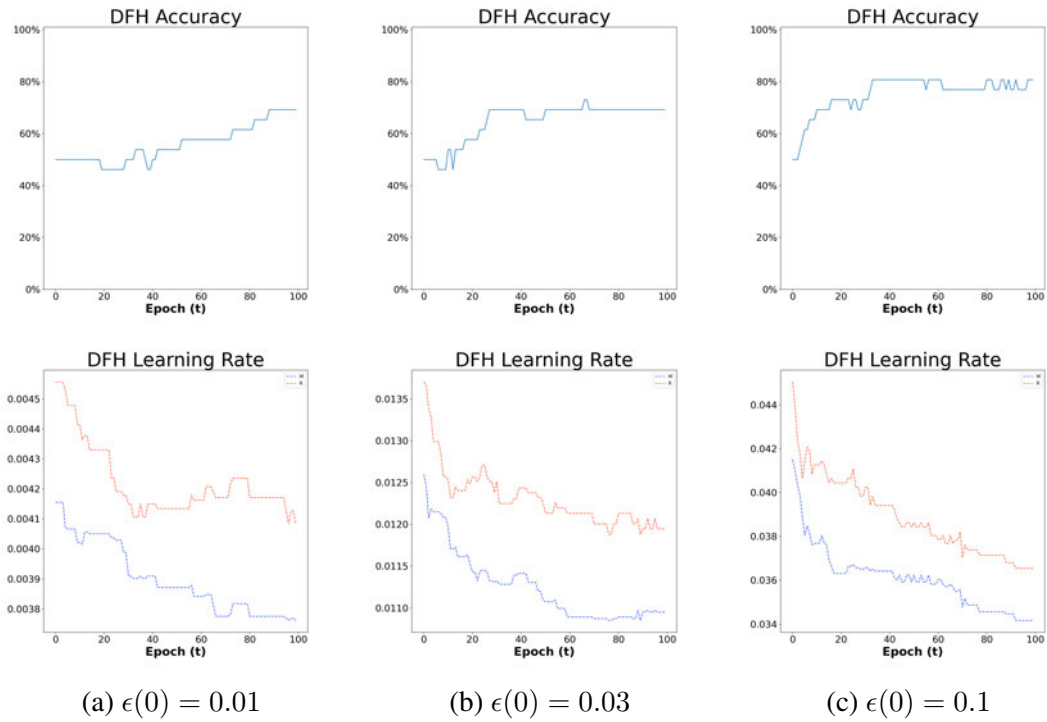 DFH Accuracy
100%
80%
60%
40%
20%
0%
0 20 40 60 80 100
Epoch (t)
DFH Accuracy
100%
80%
60%
40%
20%
0%
0 20 40 60 80 100
Epoch (t)
DFH Accuracy
100%
80%
60%
40%
20%
0%
0 20 40 60 80 100
Epoch (t)
DFH Learning Rate
M
R
0.0045
0.0044
0.0043
0.0042
0.0041
0.0040
0.0039
0.0038
0 20 40 60 80 100
Epoch (t)
DFH Learning Rate
M
R
0.0135
0.0130
0.0125
0.0120
0.0115
0.0110
0 20 40 60 80 100
Epoch (t)
DFH Learning Rate
M
R
0.044
0.042
0.040
0.038
0.036
0.034
0 20 40 60 80 100
Epoch (t)
(a) ϵ(0) = 0.01
(b) ϵ(0) = 0.03
(c) ϵ(0) = 0.1